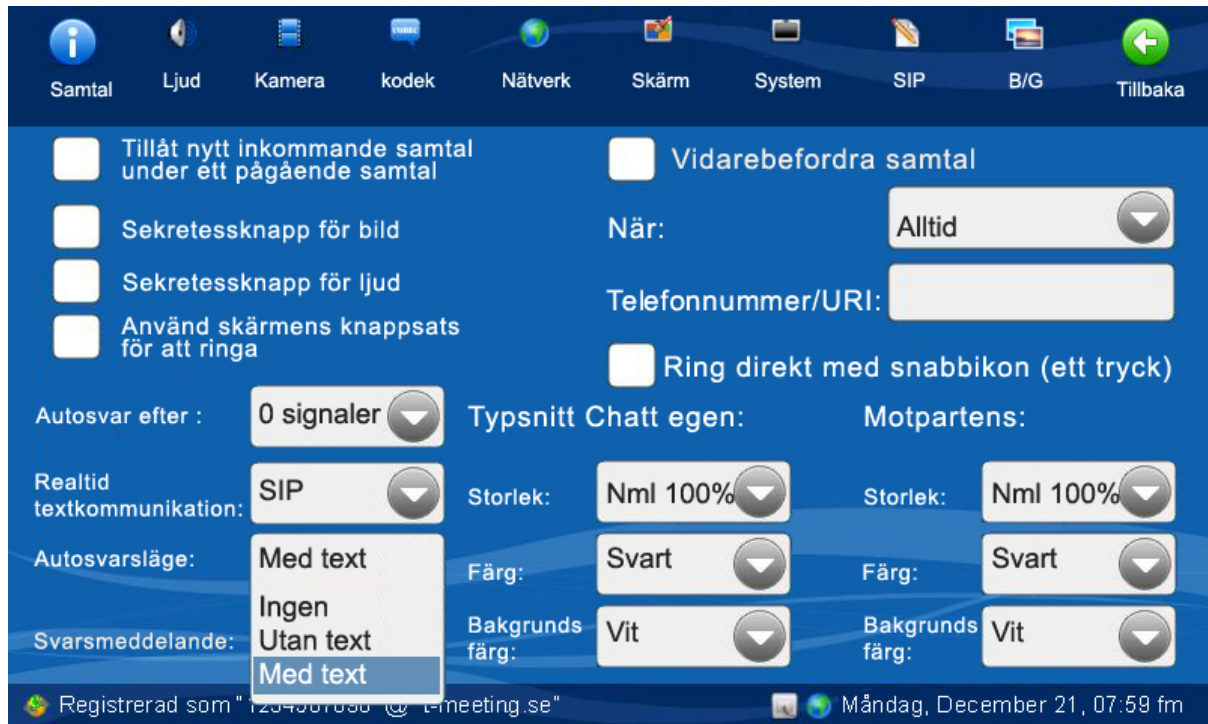 Samtal
Ljud
Kamera
kodek
CODEC
Nätverk
Skärm
System
SIP
B/G
Tillbaka
Tillåt nytt inkommande samtal
under ett pågående samtal
Sekretessknapp för bild
Sekretessknapp för ljud
Använd skärmens knappsats
för att ringa
Vidarebefordra samtal
När:
Alltid
Telefonnummer/URI:
Ring direkt med snabbikon (ett tryck)
Autosvar efter :
0 signaler
Typsnitt Chatt egen:
Motpartens:
Realtid
textkommunikation:
SIP
Storlek:
Nml 100%
Storlek:
Nml 100%
Autosvarsläge:
Med text
Färg:
Svart
Färg:
Svart
Ingen
Utan text
Med text
Svarsmeddelande:
Bakgrunds
färg:
Vit
Bakgrunds
färg:
Vit
Registrerad som "1234567890 @ t-meeting.se"
Måndag, December 21, 07:59 fm